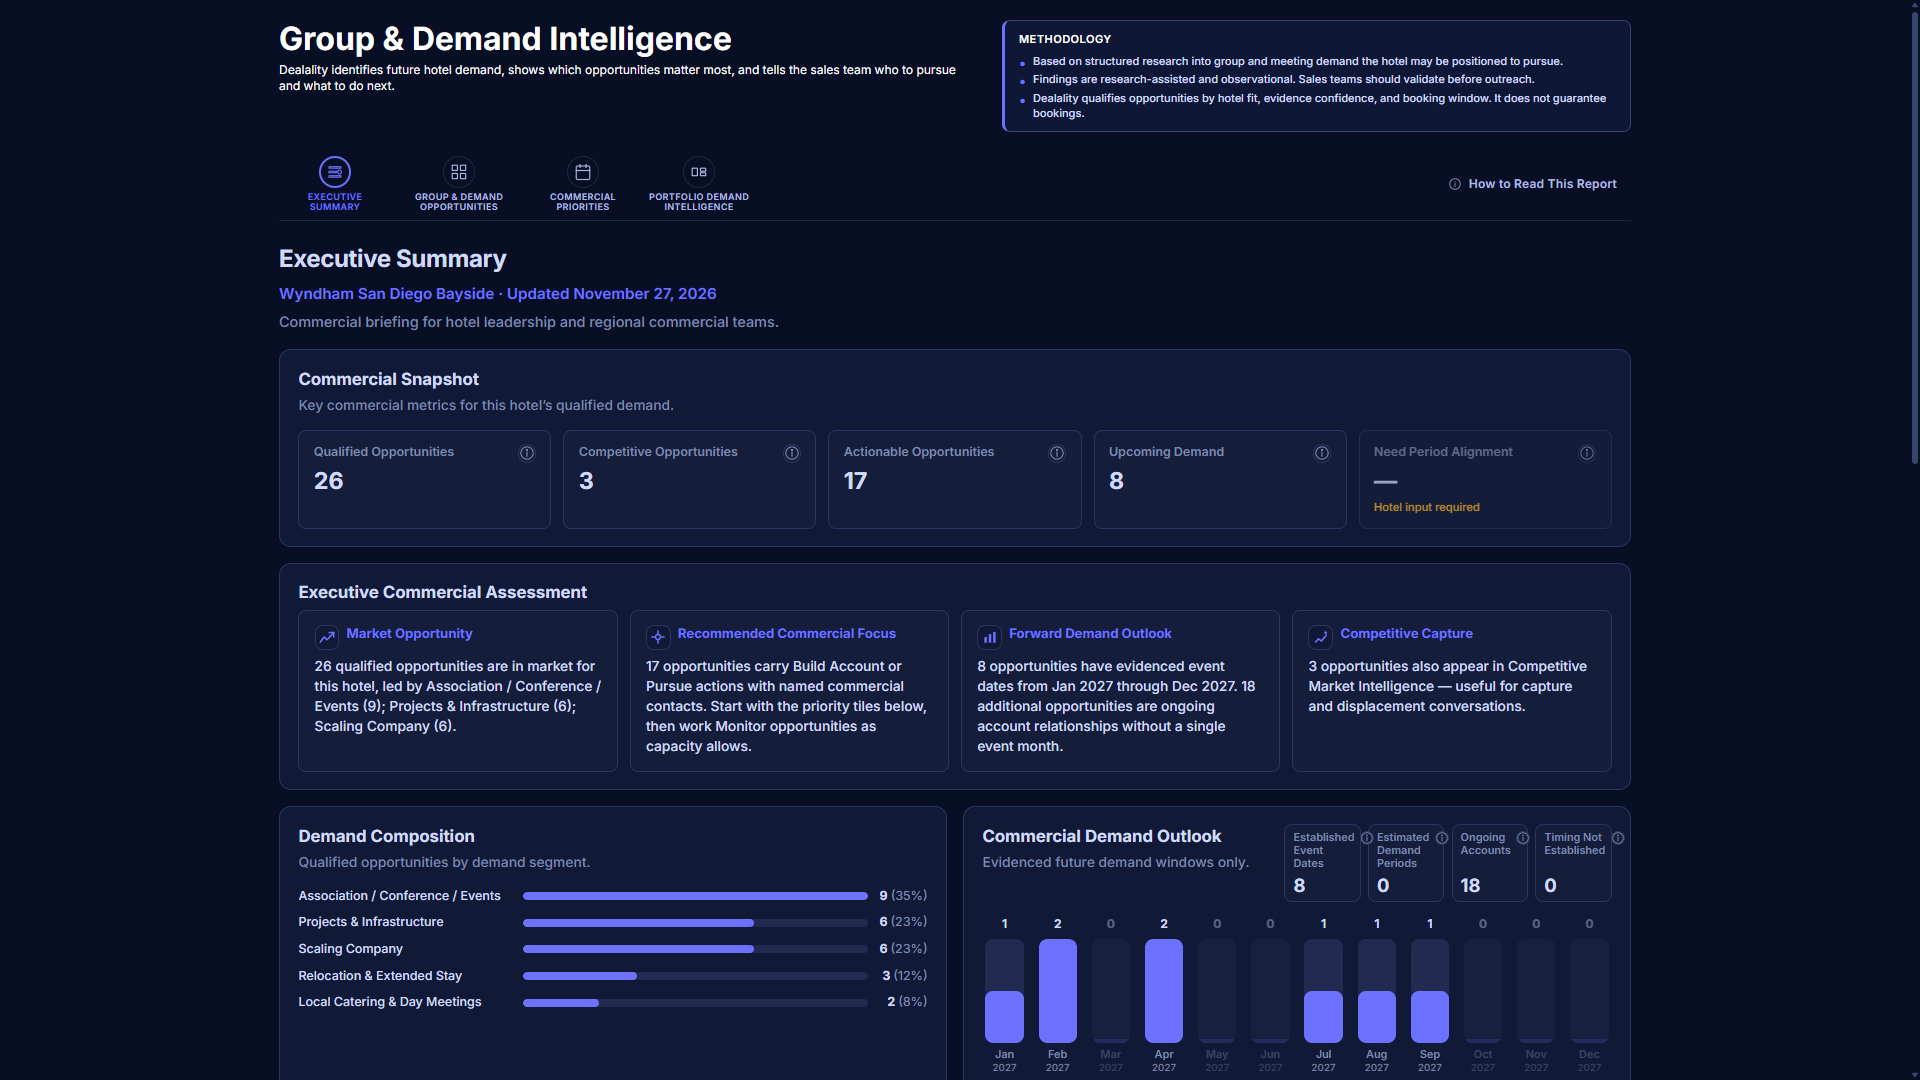 Group & Demand Intelligence
Dealality identifies future hotel demand, shows which opportunities matter most, and tells the sales team who to pursue
and what to do next.
METHODOLOGY
• Based on structured research into group and meeting demand the hotel may be positioned to pursue.
• Findings are research-assisted and observational. Sales teams should validate before outreach.
• Dealality qualifies opportunities by hotel fit, evidence confidence, and booking window. It does not guarantee
bookings.
EXECUTIVE
SUMMARY
GROUP & DEMAND
OPPORTUNITIES
COMMERCIAL
PRIORITIES
PORTFOLIO DEMAND
INTELLIGENCE
How to Read This Report
Executive Summary
Wyndham San Diego Bayside · Updated November 27, 2026
Commercial briefing for hotel leadership and regional commercial teams.
Commercial Snapshot
Key commercial metrics for this hotel’s qualified demand.
Qualified Opportunities
26
Competitive Opportunities
3
Actionable Opportunities
17
Upcoming Demand
8
Need Period Alignment
—
Hotel input required
Executive Commercial Assessment
Market Opportunity
26 qualified opportunities are in market for
this hotel, led by Association / Conference /
Events (9); Projects & Infrastructure (6);
Scaling Company (6).
Recommended Commercial Focus
17 opportunities carry Build Account or
Pursue actions with named commercial
contacts. Start with the priority tiles below,
then work Monitor opportunities as
capacity allows.
Forward Demand Outlook
8 opportunities have evidenced event
dates from Jan 2027 through Dec 2027. 18
additional opportunities are ongoing
account relationships without a single
event month.
Competitive Capture
3 opportunities also appear in Competitive
Market Intelligence — useful for capture
and displacement conversations.
Demand Composition
Qualified opportunities by demand segment.
Association / Conference / Events 9 (35%)
Projects & Infrastructure 6 (23%)
Scaling Company 6 (23%)
Relocation & Extended Stay 3 (12%)
Local Catering & Day Meetings 2 (8%)
Commercial Demand Outlook
Evidenced future demand windows only.
Established
Event
Dates
8
Estimated
Demand
Periods
0
Ongoing
Accounts
18
Timing Not
Established
0
1 2 0 2 0 0 1 1 1 0 0 0
Jan Feb Mar Apr May Jun Jul Aug Sep Oct Nov Dec
2027 2027 2027 2027 2027 2027 2027 2027 2027 2027 2027 2027